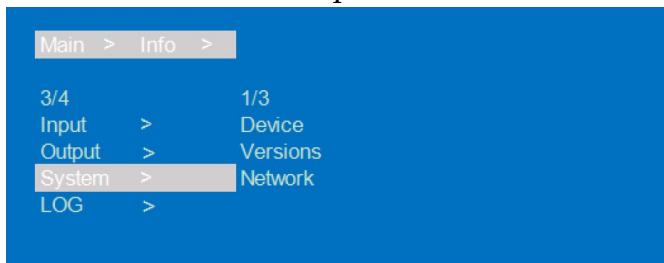 Main > Info >
3/4 1/3
Input > Device
Output > Versions
System > Network
LOG >